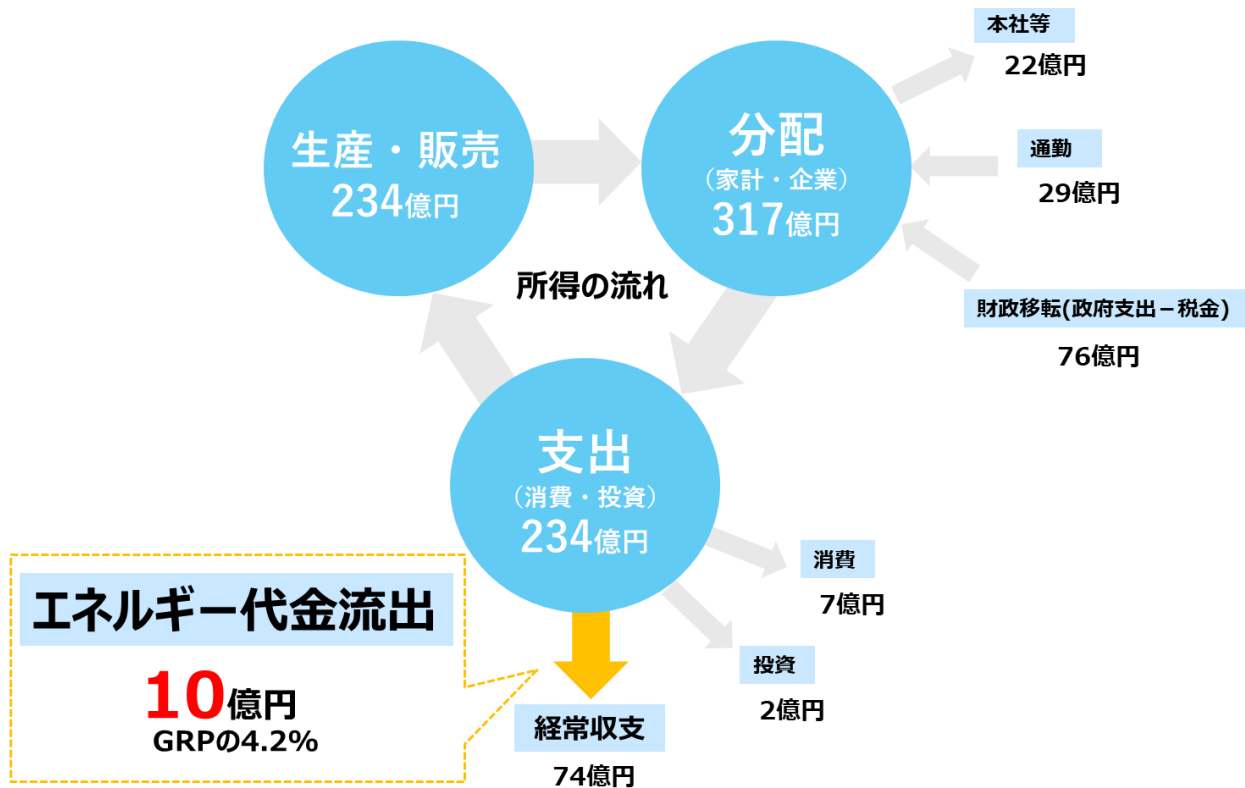 本社等
22億円
生産・販売
234億円
分配
（家計・企業）
317億円
通勤
29億円
所得の流れ
財政移転(政府支出－税金)
76億円
支出
（消費・投資）
234億円
消費
7億円
エネルギー代金流出
10億円
GRPの4.2%
投資
2億円
経常収支
74億円